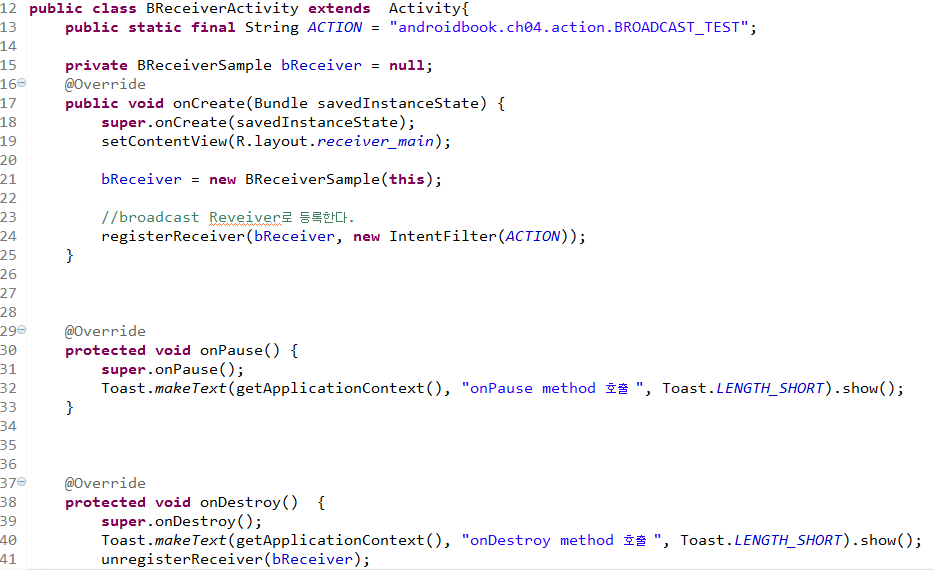 12 public class BReceiverActivity extends  Activity{
13     public static final String ACTION = "androidbook.ch04.action.BROADCAST_TEST";
14
15     private BReceiverSample bReceiver = null;
16     @Override
17     public void onCreate(Bundle savedInstanceState) {
18         super.onCreate(savedInstanceState);
19         setContentView(R.layout.receiver_main);
20
21         bReceiver = new BReceiverSample(this);
22
23         //broadcast Reveiver로 등록한다.
24         registerReceiver(bReceiver, new IntentFilter(ACTION));
25     }
26
27
28
29     @Override
30     protected void onPause() {
31         super.onPause();
32         Toast.makeText(getApplicationContext(), "onPause method 호출 ", Toast.LENGTH_SHORT).show();
33     }
34
35
36
37     @Override
38     protected void onDestroy()  {
39         super.onDestroy();
40         Toast.makeText(getApplicationContext(), "onDestroy method 호출 ", Toast.LENGTH_SHORT).show();
41         unregisterReceiver(bReceiver);